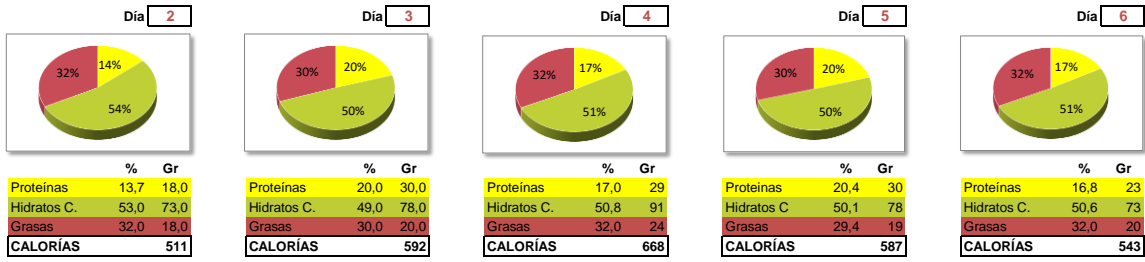 Día 2 Día 3 Día 4 Día 5 Día 6
32% 14% 54%
30% 20% 50%
32% 17% 51%
30% 20% 50%
32% 17% 51%
% Gr % Gr % Gr % Gr % Gr
Proteínas 13,7 18,0 Proteínas 20,0 30,0 Proteínas 17,0 29 Proteinas 20,4 30 Proteínas 16,8 23
Hidratos C. 53,0 73,0 Hidratos C. 49,0 78,0 Hidratos C. 50,8 91 Hidratos C 50,1 78 Hidratos C. 50,6 73
Grasas 32,0 18,0 Grasas 30,0 20,0 Grasas 32,0 24 Grasas 29,4 19 Grasas 32,0 20
CALORÍAS 511 CALORÍAS 592 CALORÍAS 668 CALORÍAS 587 CALORÍAS 543